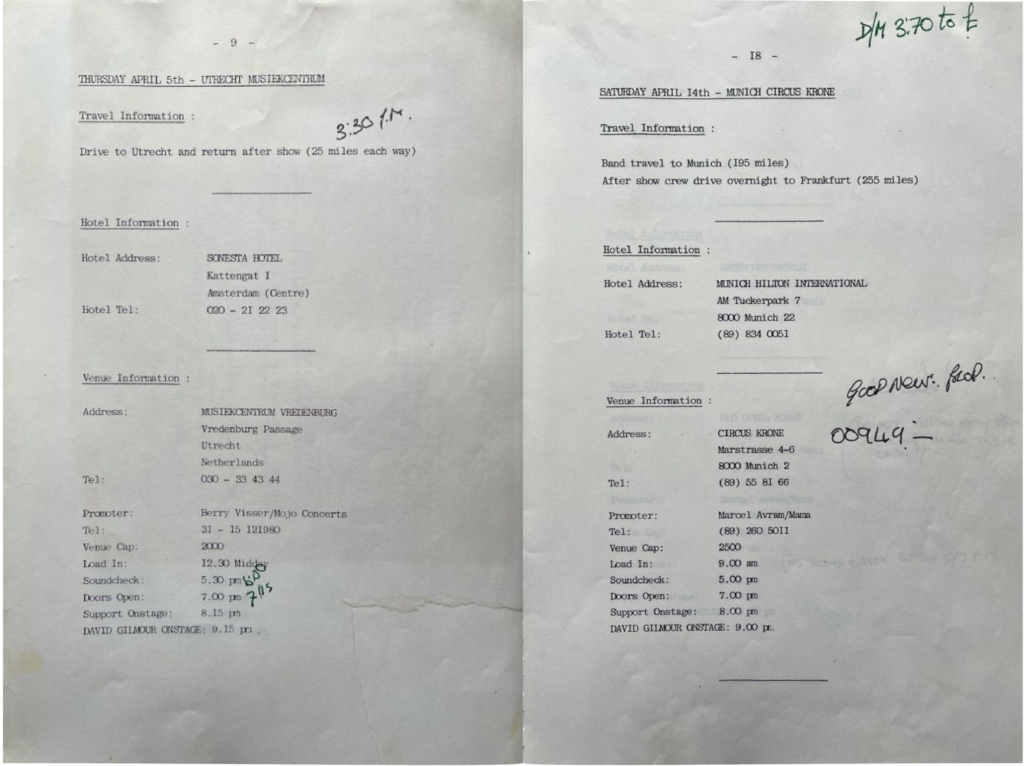 - 9 -
THURSDAY APRIL 5th - UTRECHT MUSIEKCENTRUM
Travel Information :
3:30 P.M.
Drive to Utrecht and return after show (25 miles each way)
Hotel Information :
Hotel Address: SONESTA HOTEL
Kattengat I
Amsterdam (Centre)
Hotel Tel: 020 - 21 22 23
Venue Information :
Address: MUSIEKCENTRUM VREDENBURG
Vredenburg Passage
Utrecht
Netherlands
Tel: 030 - 33 43 44
Promoter: Berry Visser/Mojo Concerts
Tel: 31 - 15 121980
Venue Cap: 2000
Load In: 12.30 Midday
Soundcheck: 5.30 pm
Doors Open: 7.00 pm 7/15
Support Onstage: 8.15 pm
DAVID GILMOUR ONSTAGE: 9.15 pm.
D/M 3.70 to £
- I8 -
SATURDAY APRIL I4th - MUNICH CIRCUS KRONE
Travel Information :
Band travel to Munich (I95 miles)
After show crew drive overnight to Frankfurt (255 miles)
Hotel Information :
Hotel Address: MUNICH HILTON INTERNATIONAL
AM Tuckerpark 7
8000 Munich 22
Hotel Tel: (89) 834 005I
Good News
Venue Information :
00949 -
Address: CIRCUS KRONE
Marstrasse 4-6
8000 Munich 2
Tel: (89) 55 8I 66
Promoter: Marcel Avram/Mama
Tel: (89) 260 50II
Venue Cap: 2500
Load In: 9.00 am
Soundcheck: 5.00 pm
Doors Open: 7.00 pm
Support Onstage: 8.00 pm
DAVID GILMOUR ONSTAGE: 9.00 pm.